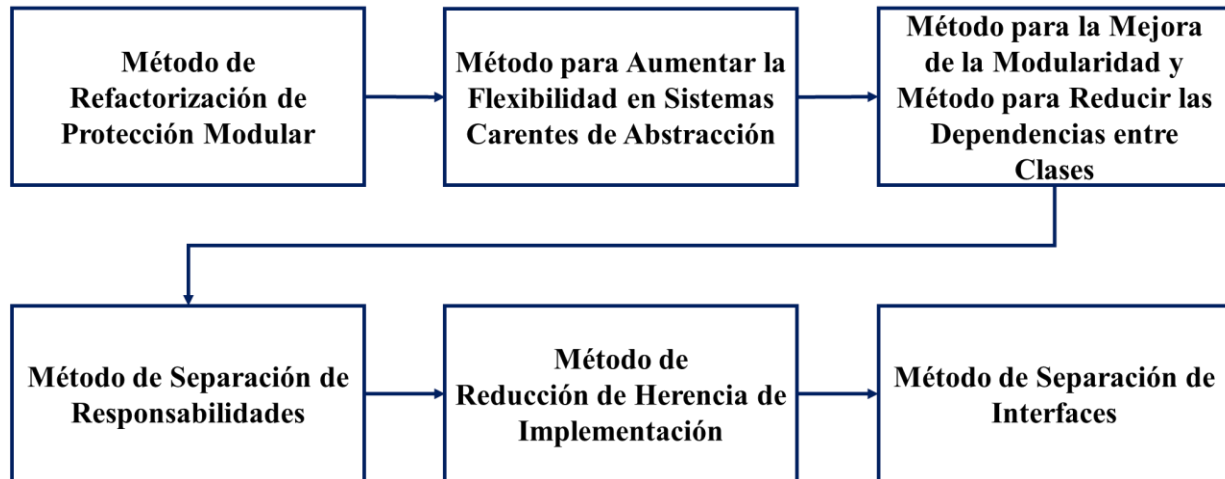 Método de
Refactorización de
Protección Modular
Método para Aumentar la
Flexibilidad en Sistemas
Carentes de Abstracción
Método para la Mejora
de la Modularidad y
Método para Reducir las
Dependencias entre
Clases
Método de Separación de
Responsabilidades
Método de
Reducción de Herencia de
Implementación
Método de Separación de
Interfaces